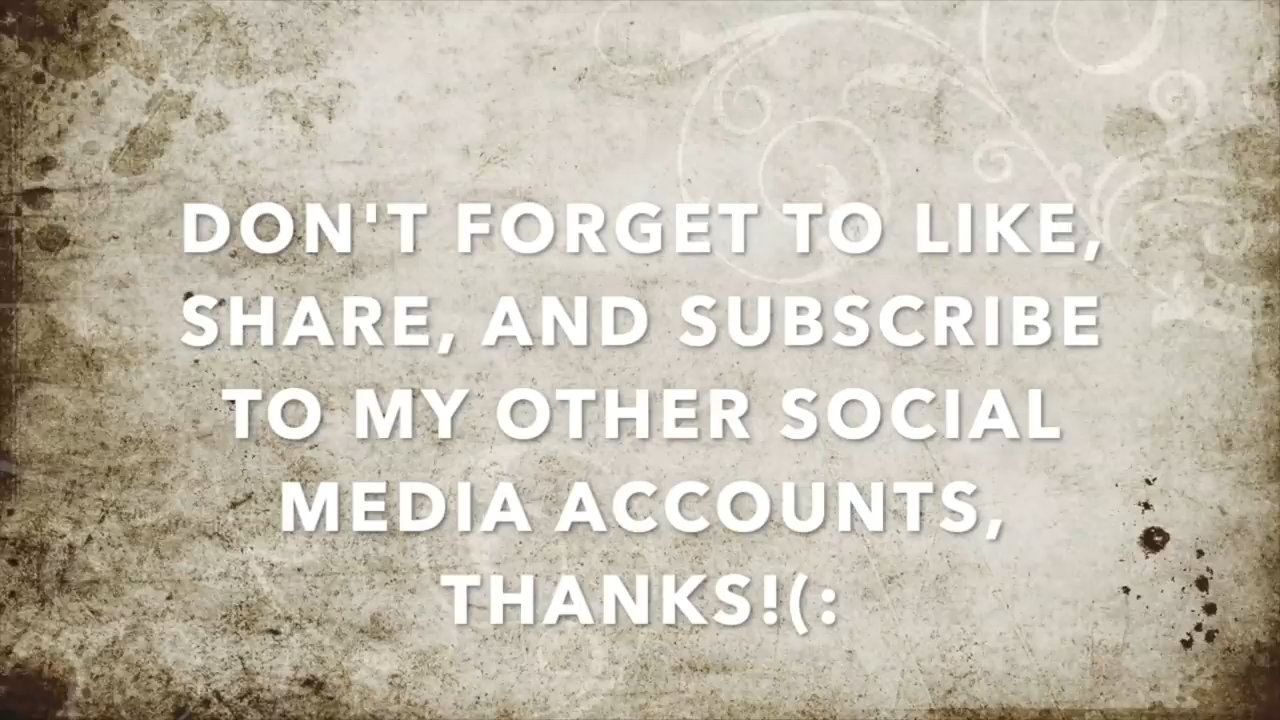 DON'T FORGET TO LIKE,
SHARE, AND SUBSCRIBE
TO MY OTHER SOCIAL
MEDIA ACCOUNTS,
THANKS!(: